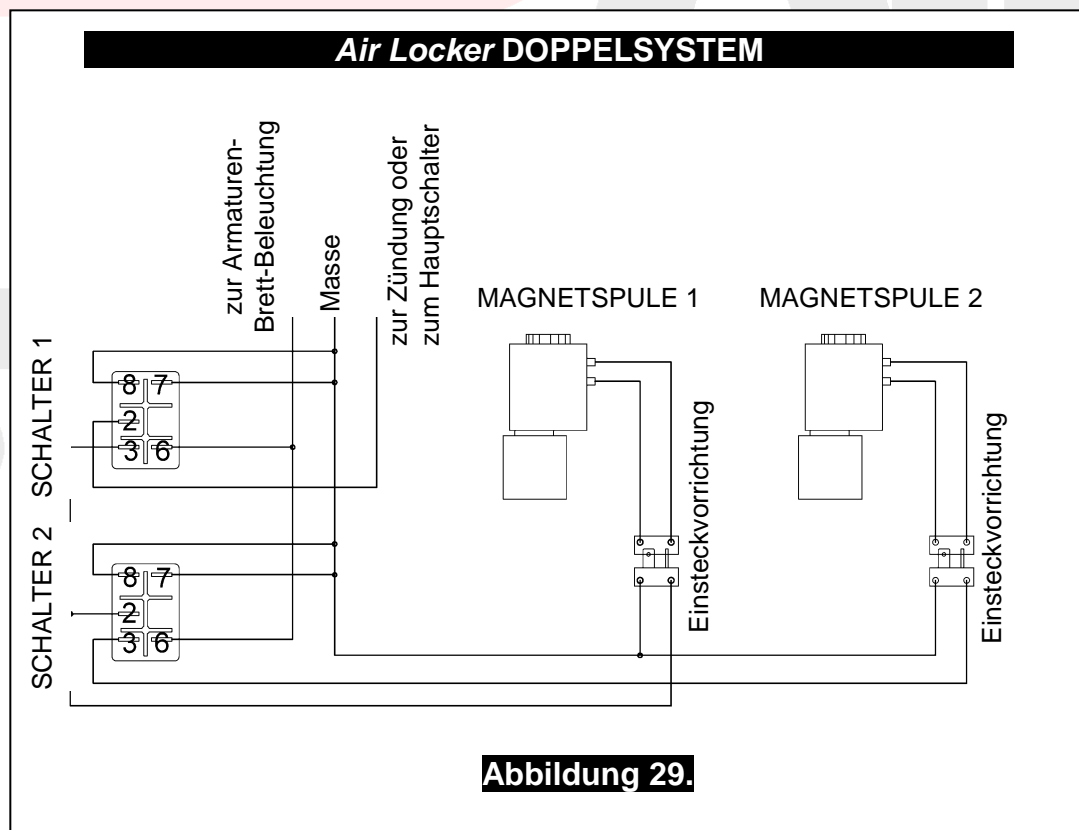 Air Locker DOPPELSYSTEM
zur Armaturen-
Brett-Beleuchtung
Masse
zur Zündung oder
zum Hauptschalter
MAGNETSPULE 1
MAGNETSPULE 2
SCHALTER 1
8 7
2
3 6
SCHALTER 2
8 7
2
3 6
Einsteckvorrichtung
Einsteckvorrichtung
Abbildung 29.